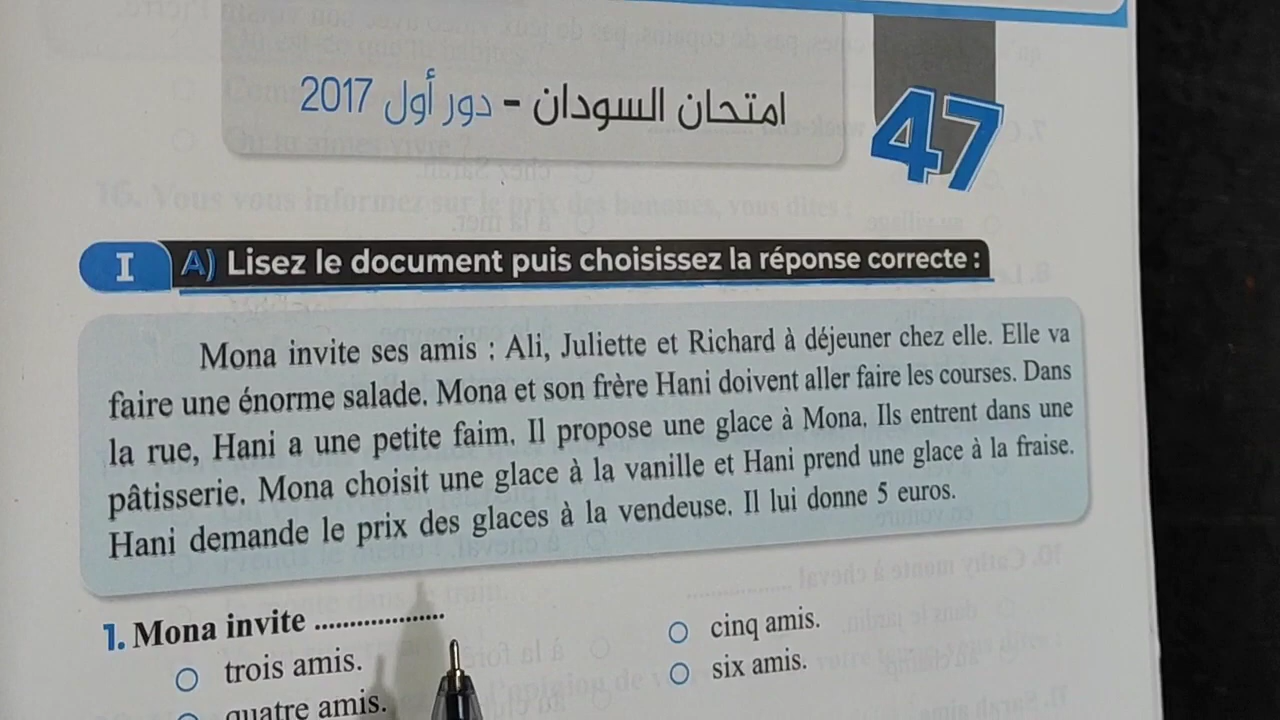 امتحان السودان - دور أول 2017
47
I A) Lisez le document puis choisissez la réponse correcte :
Mona invite ses amis : Ali, Juliette et Richard à déjeuner chez elle. Elle va
faire une énorme salade. Mona et son frère Hani doivent aller faire les courses. Dans
la rue, Hani a une petite faim. Il propose une glace à Mona. Ils entrent dans une
pâtisserie. Mona choisit une glace à la vanille et Hani prend une glace à la fraise.
Hani demande le prix des glaces à la vendeuse. Il lui donne 5 euros.
1. Mona invite ...................
trois amis.
cinq amis.
quatre amis.
six amis.